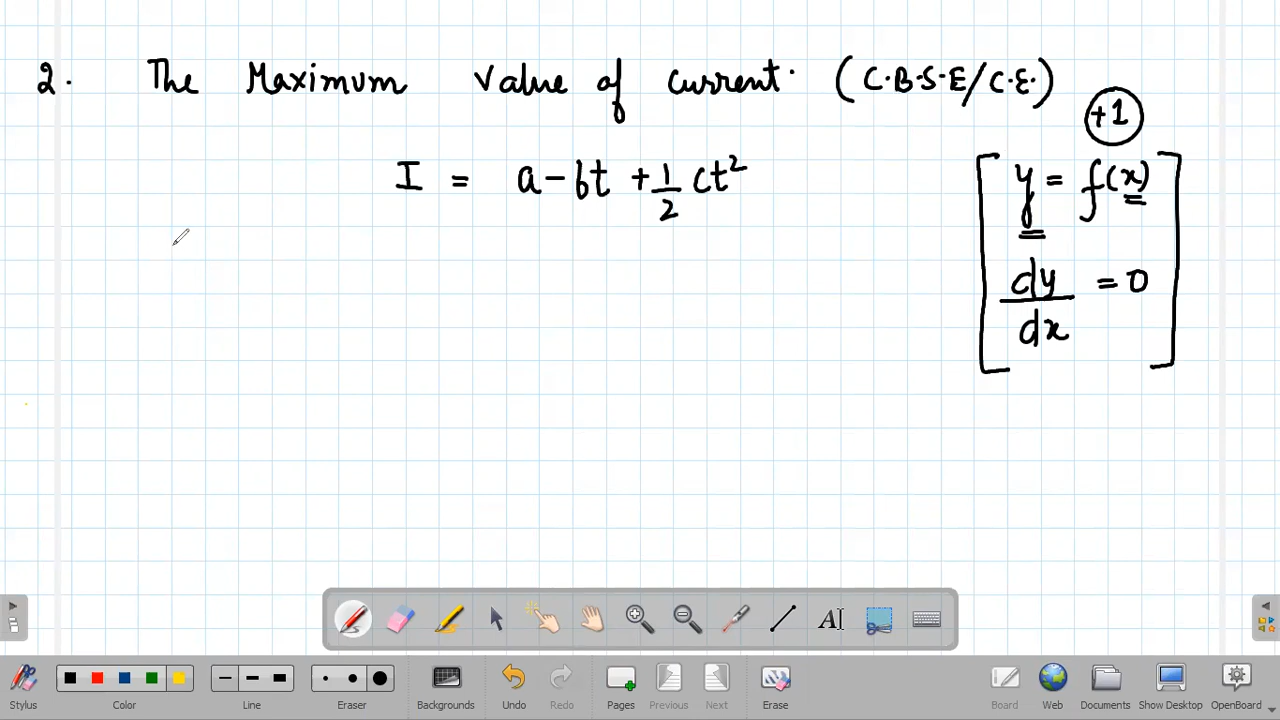 2. The Maximum value of current. (C.B.S.E/C.E.)
+1
I = a - bt + 1/2 ct²
y = f(x)
dy/dx = 0
Stylus
Color
Line
Eraser
Backgrounds
Undo
Redo
Pages
Previous
Next
Erase
Board
Web
Documents
Show Desktop
OpenBoard